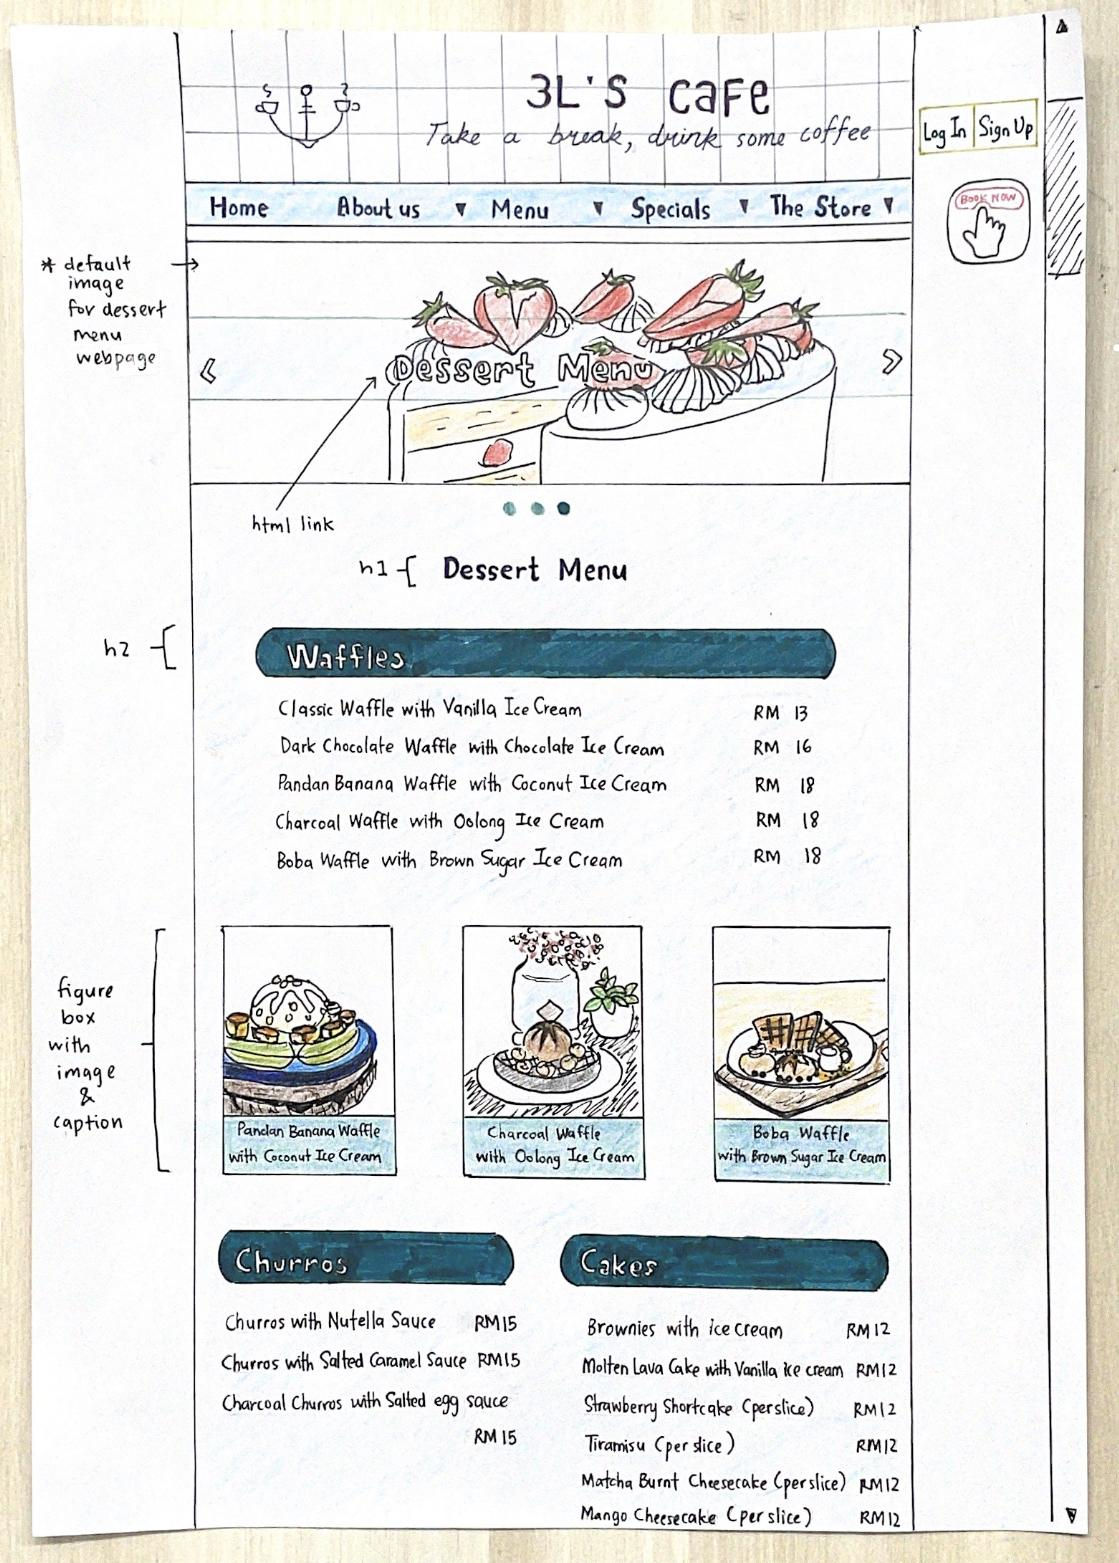 3L'S cafe
Take a break, drink some coffee
Log In Sign Up
BOOK NOW
Home About us Menu Specials The Store
* default
image
for dessert
menu
webpage
Dessert Menu
html link
h1 Dessert Menu
h2
Waffles
Classic Waffle with Vanilla Ice Cream RM 13
Dark Chocolate Waffle with Chocolate Ice Cream RM 16
Pandan Banana Waffle with Coconut Ice Cream RM 18
Charcoal Waffle with Oolong Ice Cream RM 18
Boba Waffle with Brown Sugar Ice Cream RM 18
figure
box
with
image
&
caption
Pandan Banana Waffle
with Coconut Ice Cream
Charcoal Waffle
with Oolong Ice Cream
Boba Waffle
with Brown Sugar Ice Cream
Churros
Churros with Nutella Sauce RM15
Churros with Salted Caramel Sauce RM15
Charcoal Churros with Salted egg sauce
RM15
Cakes
Brownies with ice cream RM12
Molten Lava Cake with Vanilla ice cream RM12
Strawberry Shortcake (per slice) RM12
Tiramisu (per slice) RM12
Matcha Burnt Cheesecake (per slice) RM12
Mango Cheesecake (per slice) RM12